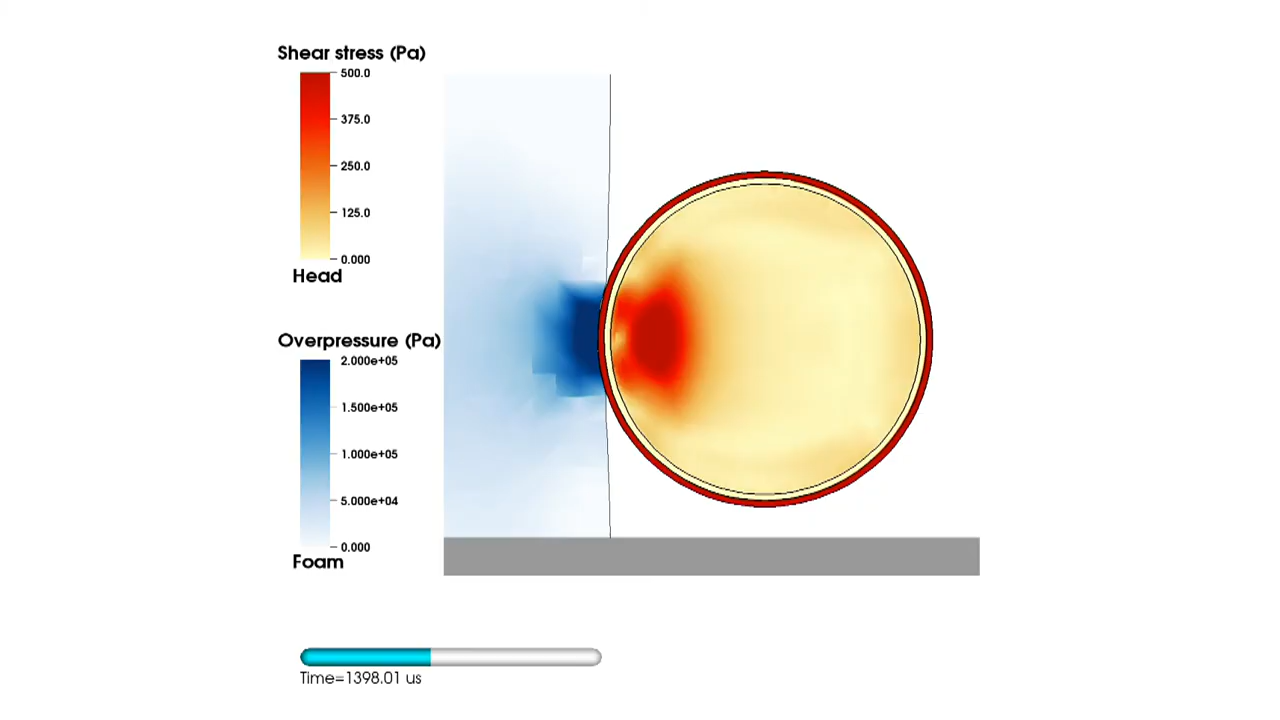 Shear stress (Pa)
500.0
375.0
250.0
125.0
0.000
Head
Overpressure (Pa)
2.000e+05
1.500e+05
1.000e+05
5.000e+04
0.000
Foam
Time=1398.01 us